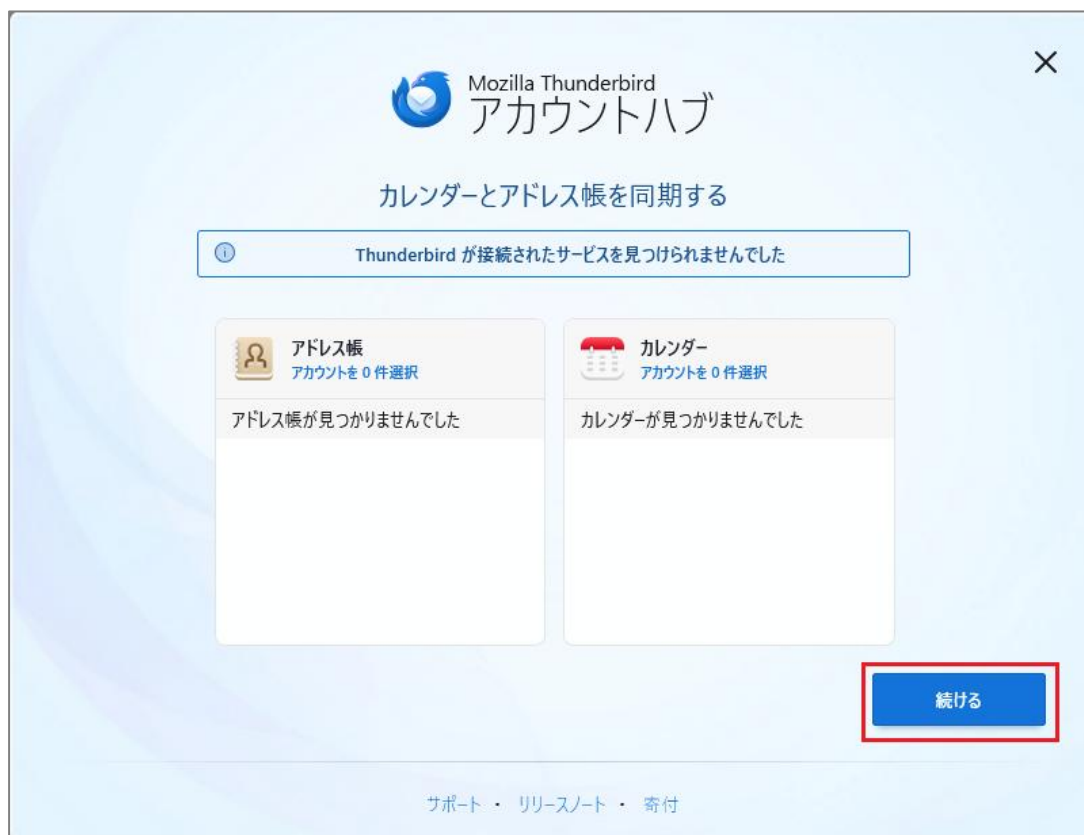 Mozilla Thunderbird
アカウントハブ
カレンダーとアドレス帳を同期する
Thunderbird が接続されたサービスを見つけられませんでした
アドレス帳
アカウントを 0 件選択
アドレス帳が見つかりませんでした
カレンダー
アカウントを 0 件選択
カレンダーが見つかりませんでした
続ける
サポート ・ リリースノート ・ 寄付